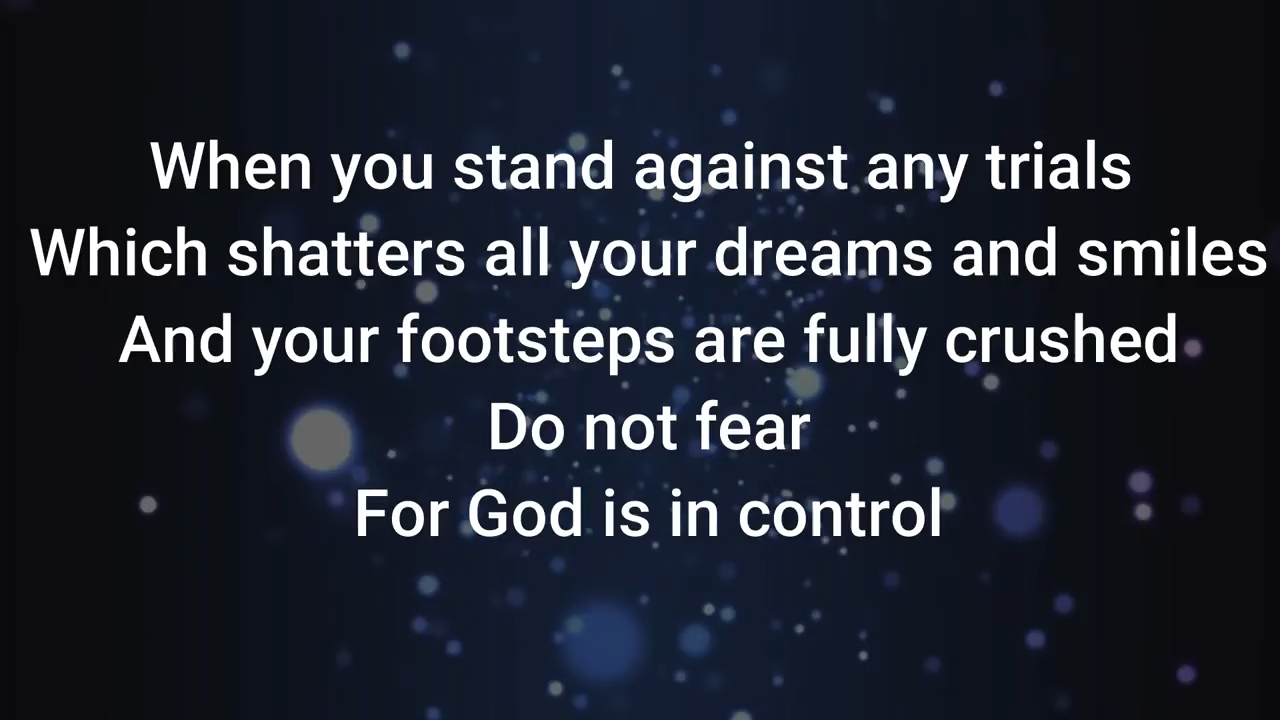 When you stand against any trials
Which shatters all your dreams and smiles
And your footsteps are fully crushed
Do not fear
For God is in control